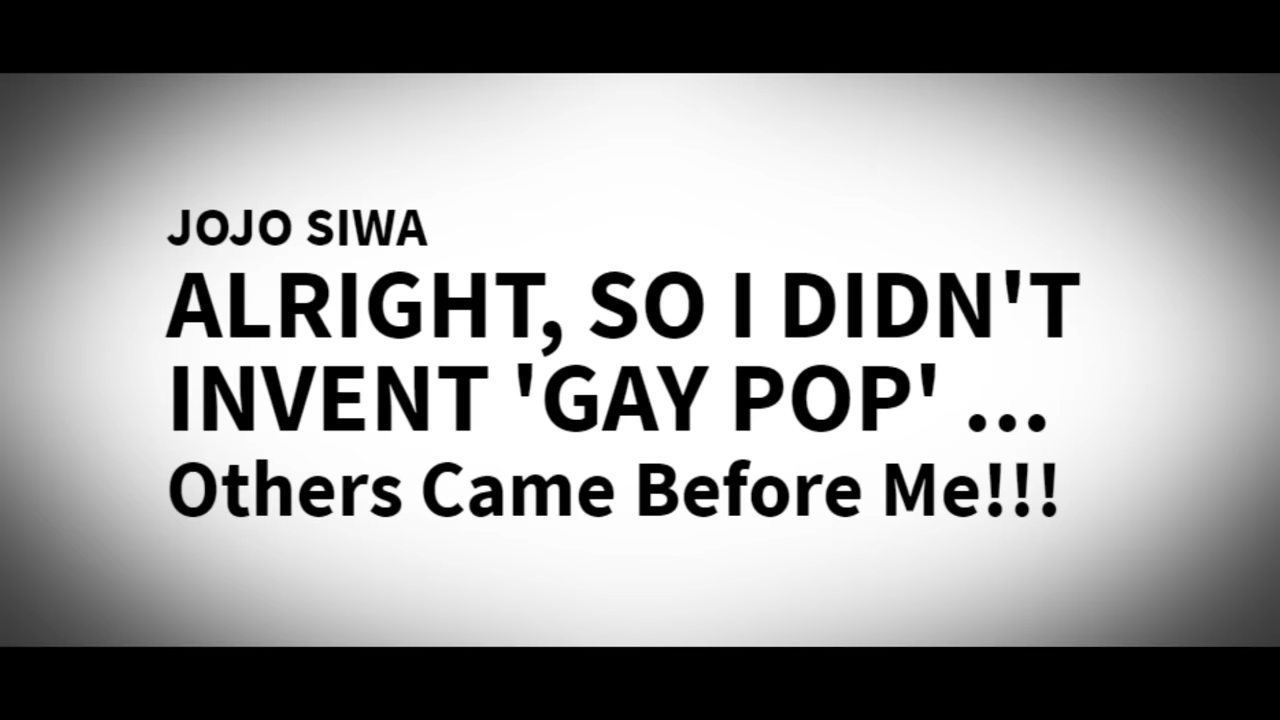 JOJO SIWA
ALRIGHT, SO I DIDN'T
INVENT 'GAY POP' ...
Others Came Before Me!!!